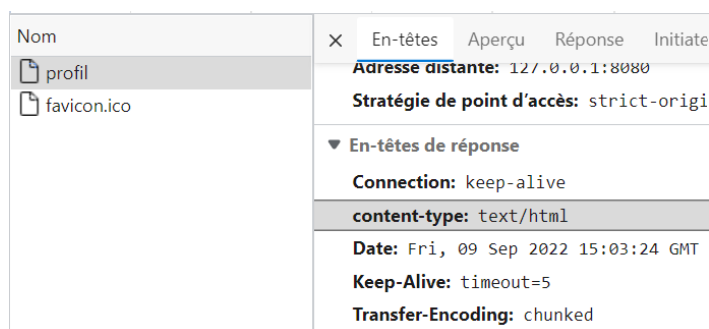 Nom
profil
favicon.ico
En-têtes Aperçu Réponse Initiate
Adresse distante: 127.0.0.1:8080
Stratégie de point d'accès: strict-origi
En-têtes de réponse
Connection: keep-alive
content-type: text/html
Date: Fri, 09 Sep 2022 15:03:24 GMT
Keep-Alive: timeout=5
Transfer-Encoding: chunked